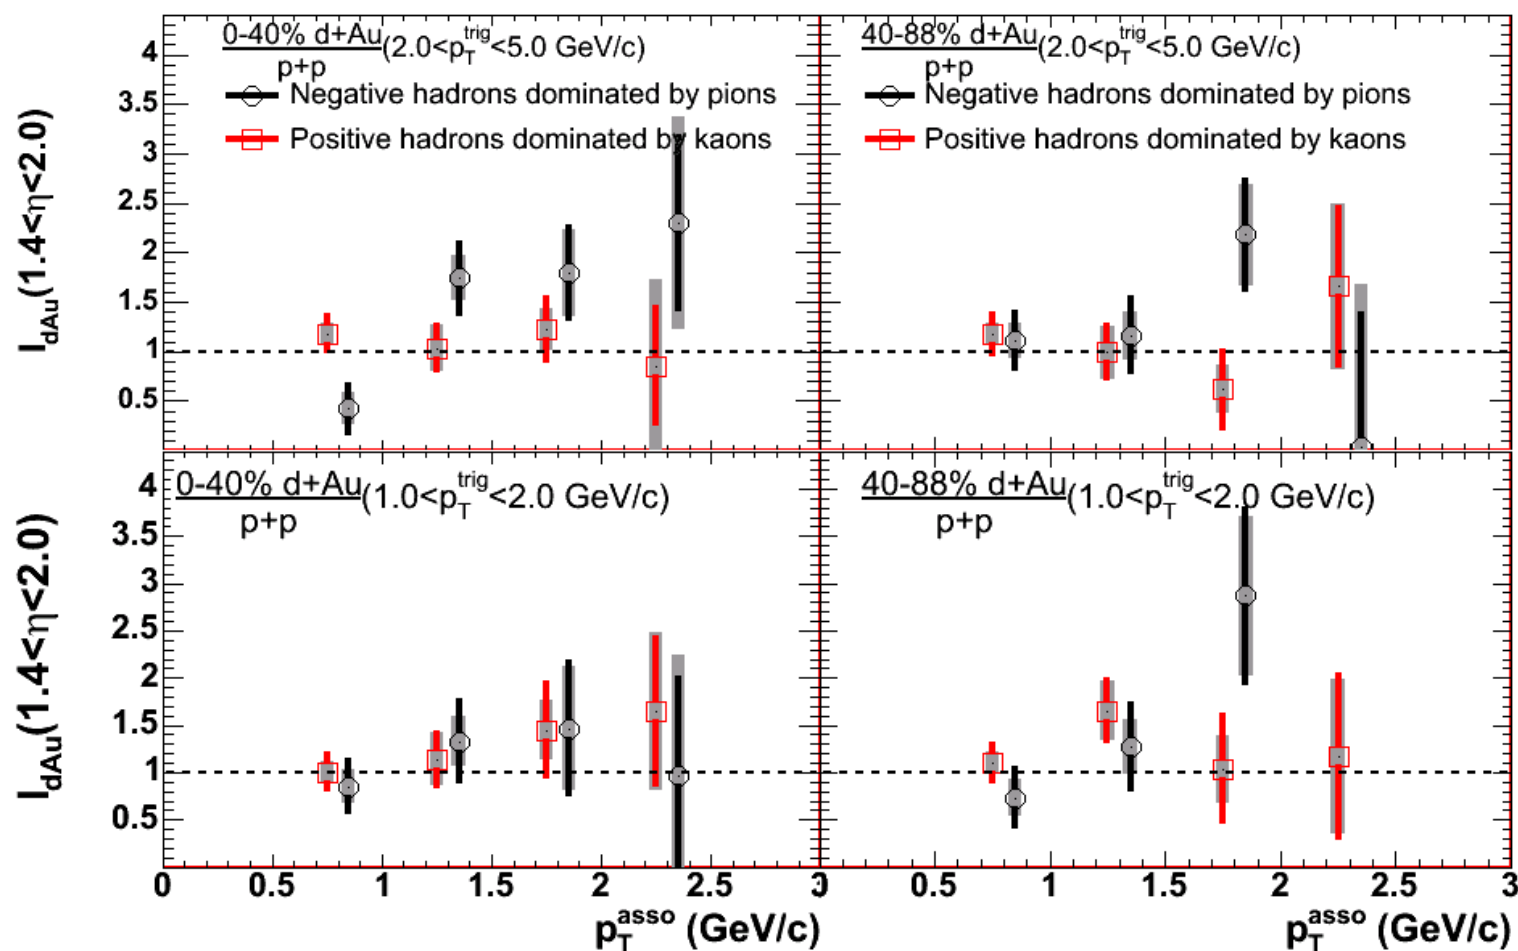 0-40% d+Au
p+p
(2.0<p_T^trig<5.0 GeV/c)
Negative hadrons dominated by pions
Positive hadrons dominated by kaons
I_dAu(1.4<η<2.0)
4
3.5
3
2.5
2
1.5
1
0.5
40-88% d+Au
p+p
(2.0<p_T^trig<5.0 GeV/c)
Negative hadrons dominated by pions
Positive hadrons dominated by kaons
0-40% d+Au
p+p
(1.0<p_T^trig<2.0 GeV/c)
I_dAu(1.4<η<2.0)
4
3.5
3
2.5
2
1.5
1
0.5
40-88% d+Au
p+p
(1.0<p_T^trig<2.0 GeV/c)
0 0.5 1 1.5 2 2.5 3
0.5 1 1.5 2 2.5 3
p_T^asso (GeV/c)
p_T^asso (GeV/c)